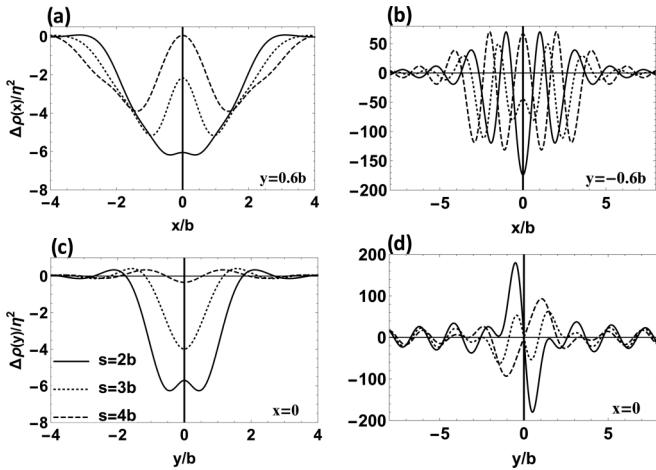 (a)
Δρ(x)/η²
0
−2
−4
−6
−8
−4 −2 0 2 4
x/b
y=0.6b
(b)
50
0
−50
−100
−150
−200
−5 0 5
x/b
y=−0.6b
(c)
Δρ(y)/η²
0
−2
−4
−6
−8
−4 −2 0 2 4
y/b
s=2b
s=3b
s=4b
x=0
(d)
200
100
0
−100
−200
−5 0 5
y/b
x=0